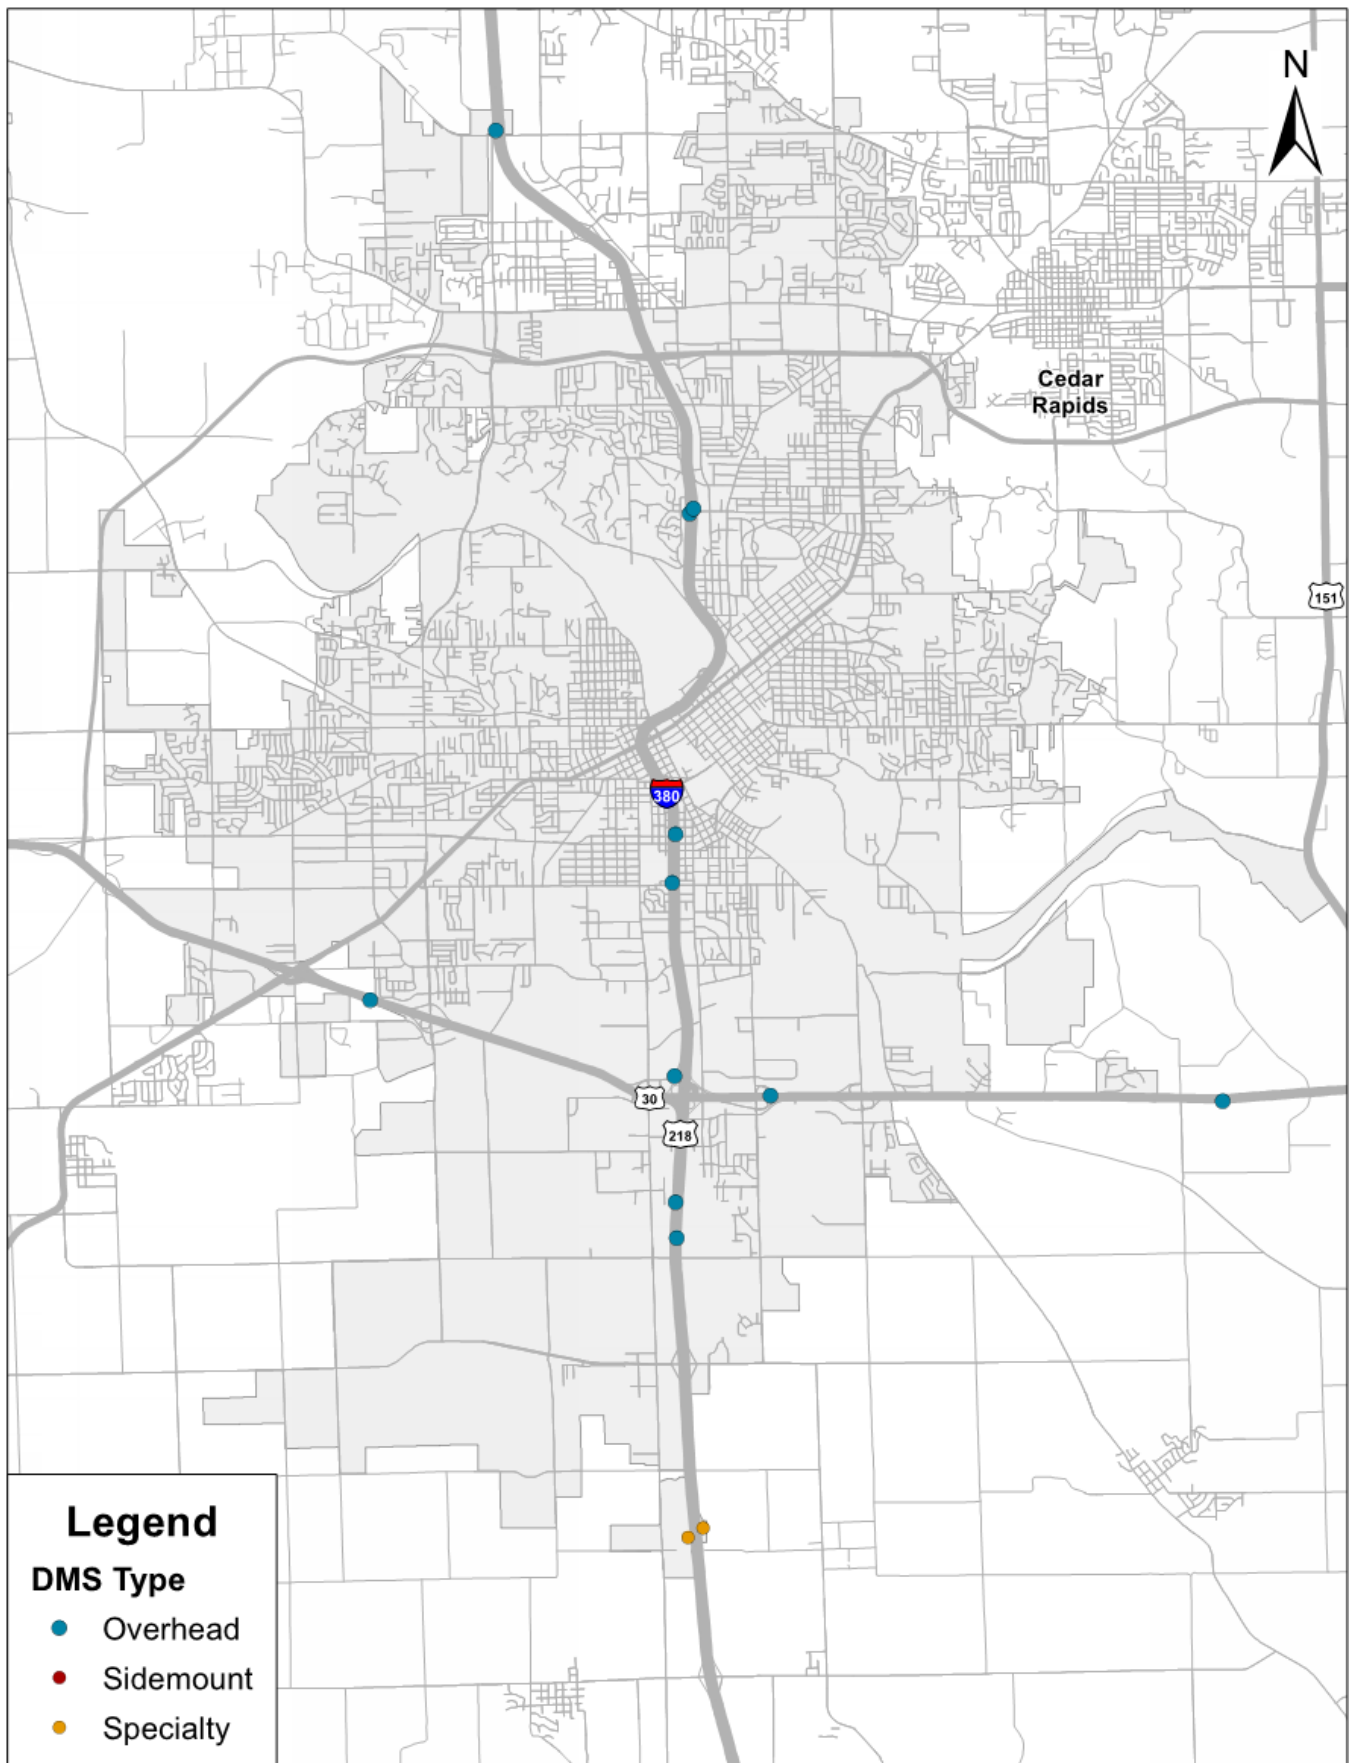 N
Cedar
Rapids
151
380
30
218
Legend
DMS Type
Overhead
Sidemount
Specialty